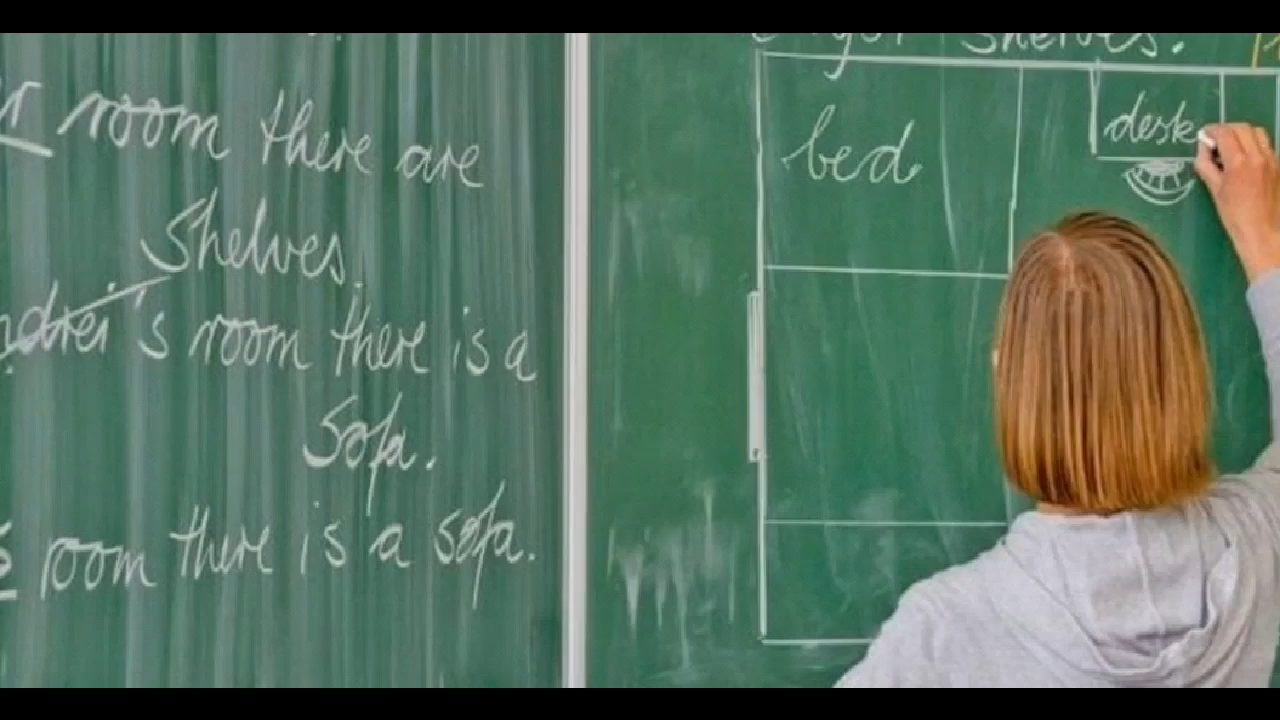 room there are
Shelves.
's room there is a
Sofa.
room there is a sofa.
shelves.
bed
desk